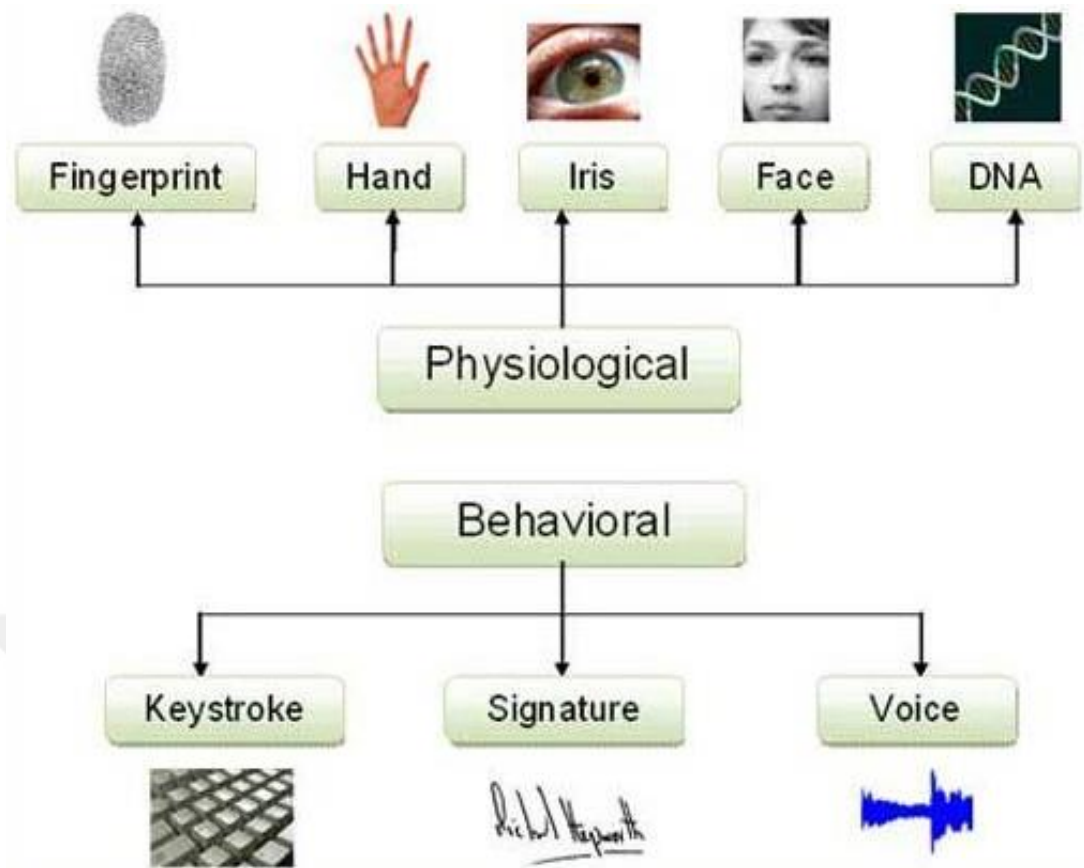 Fingerprint Hand Iris Face DNA
Physiological
Behavioral
Keystroke Signature Voice